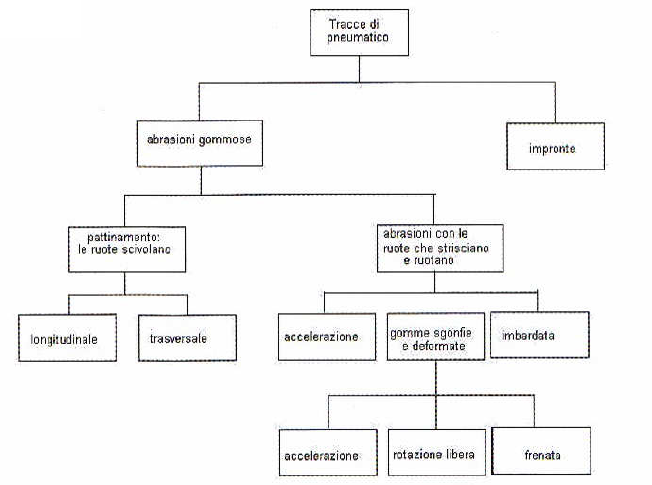 Tracce di
pneumatico
abrasioni gommose
impronte
pattinamento:
le ruote scivolano
abrasioni con le
ruote che strisciano
e ruotano
longitudinale
trasversale
accelerazione
gomme sgonfie
e deformate
imbardata
accelerazione
rotazione libera
frenata